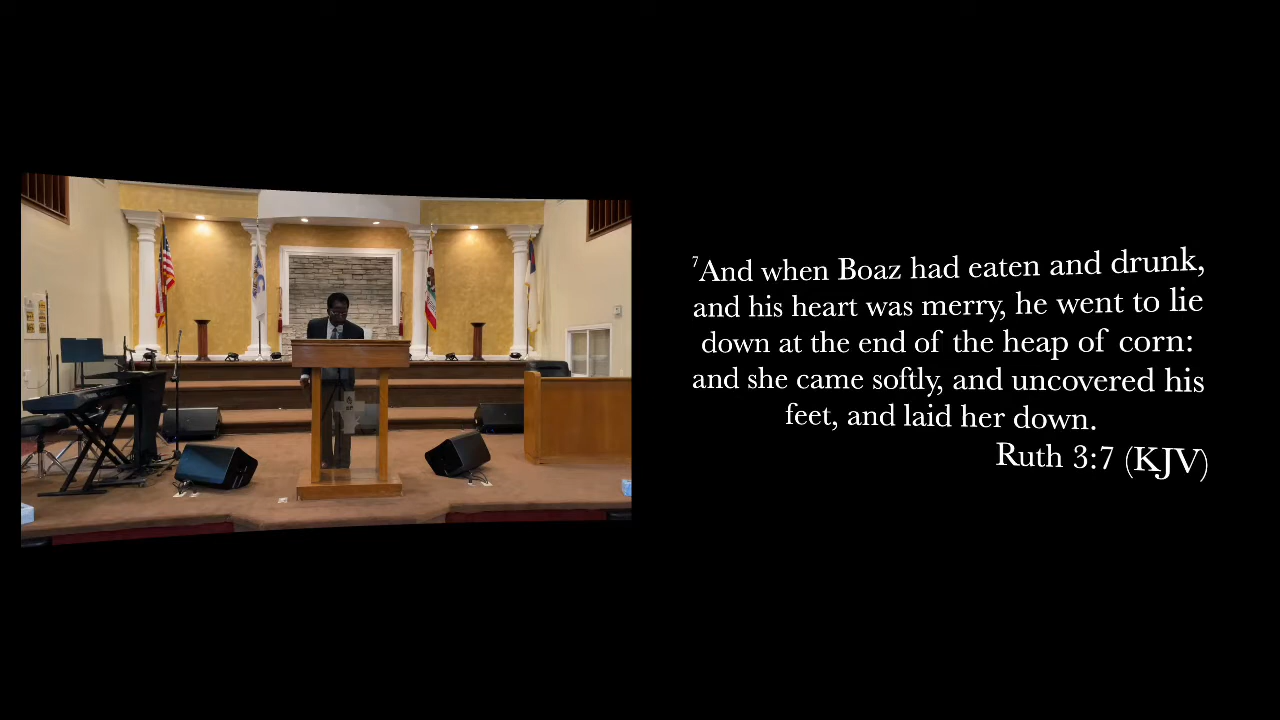 ⁷And when Boaz had eaten and drunk,
and his heart was merry, he went to lie
down at the end of the heap of corn:
and she came softly, and uncovered his
feet, and laid her down.
Ruth 3:7 (KJV)